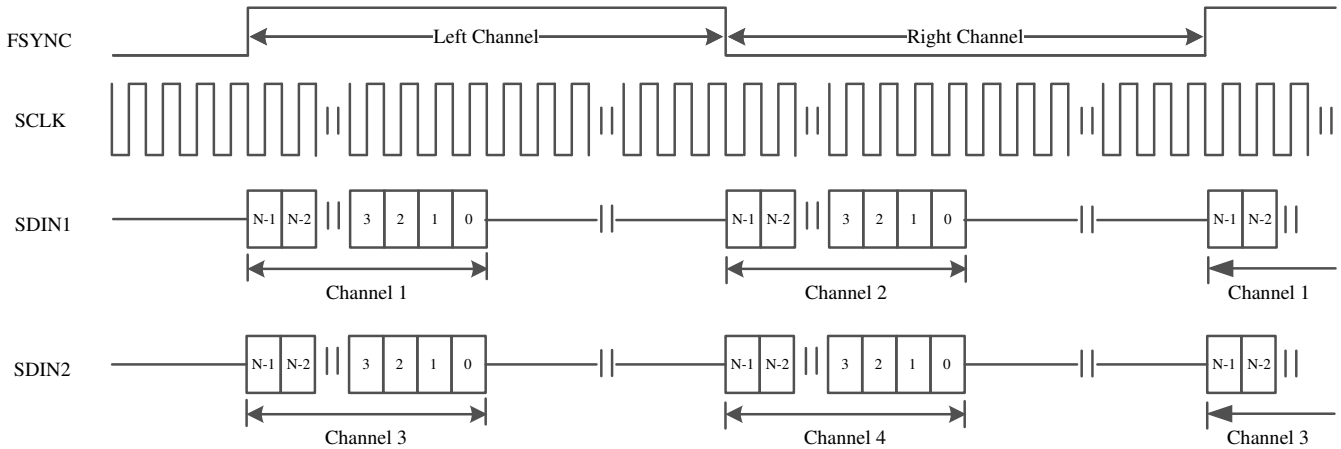 FSYNC
Left Channel
Right Channel
SCLK
SDIN1
N-1 N-2 3 2 1 0 N-1 N-2 3 2 1 0 N-1 N-2
Channel 1 Channel 2 Channel 1
SDIN2
N-1 N-2 3 2 1 0 N-1 N-2 3 2 1 0 N-1 N-2
Channel 3 Channel 4 Channel 3